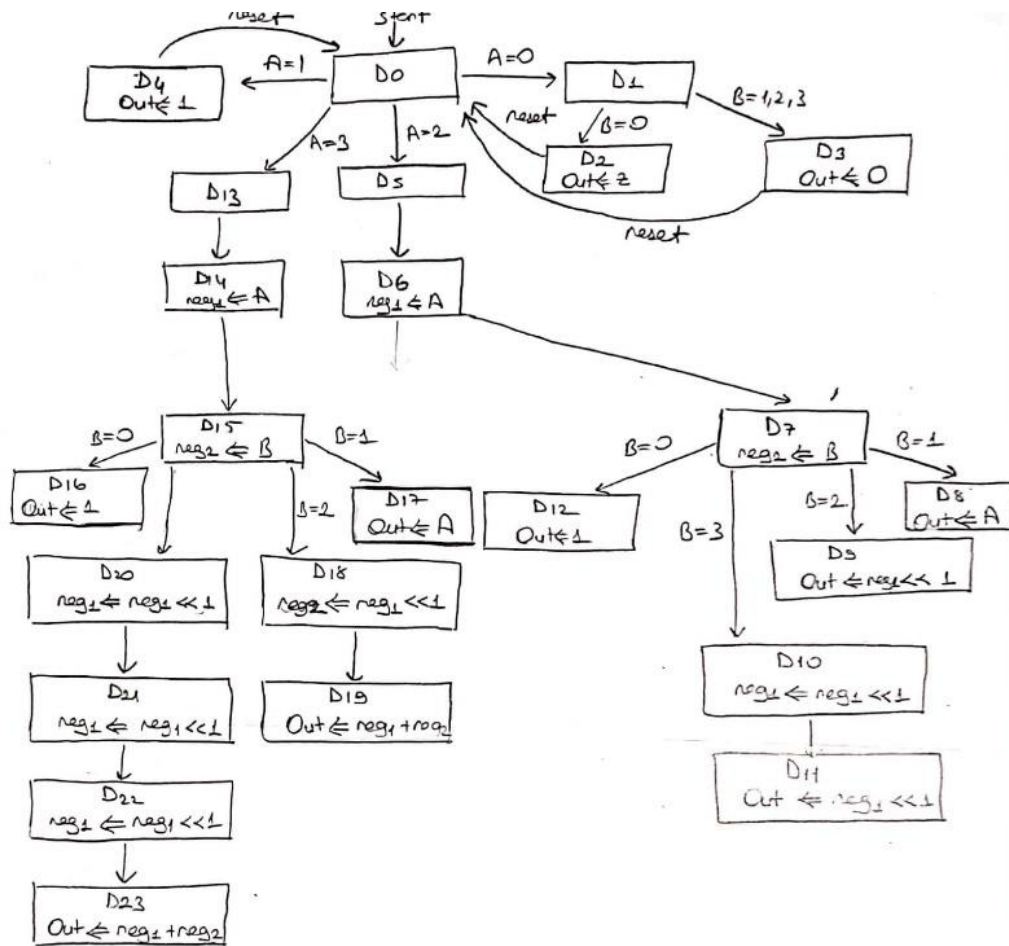 reset
start
D0
A=1
D4
Out ⇐ 1
A=0
D1
B=1,2,3
B=0
reset
D2
Out ⇐ z
D3
Out ⇐ 0
reset
A=3
A=2
D13
D5
D14
reg1 ⇐ A
D6
reg1 ⇐ A
D15
reg2 ⇐ B
B=0
B=1
D16
Out ⇐ 1
B=2
D17
Out ⇐ A
D7
reg2 ⇐ B
B=0
B=1
D12
Out ⇐ 1
B=3
B=2
D8
Out ⇐ A
D9
Out ⇐ reg1 << 1
D20
reg1 ⇐ reg1 << 1
D18
reg2 ⇐ reg1 << 1
D21
reg1 ⇐ reg1 << 1
D19
Out ⇐ reg1 + reg2
D10
reg1 ⇐ reg1 << 1
D22
reg1 ⇐ reg1 << 1
D11
Out ⇐ reg1 << 1
D23
Out ⇐ reg1 + reg2